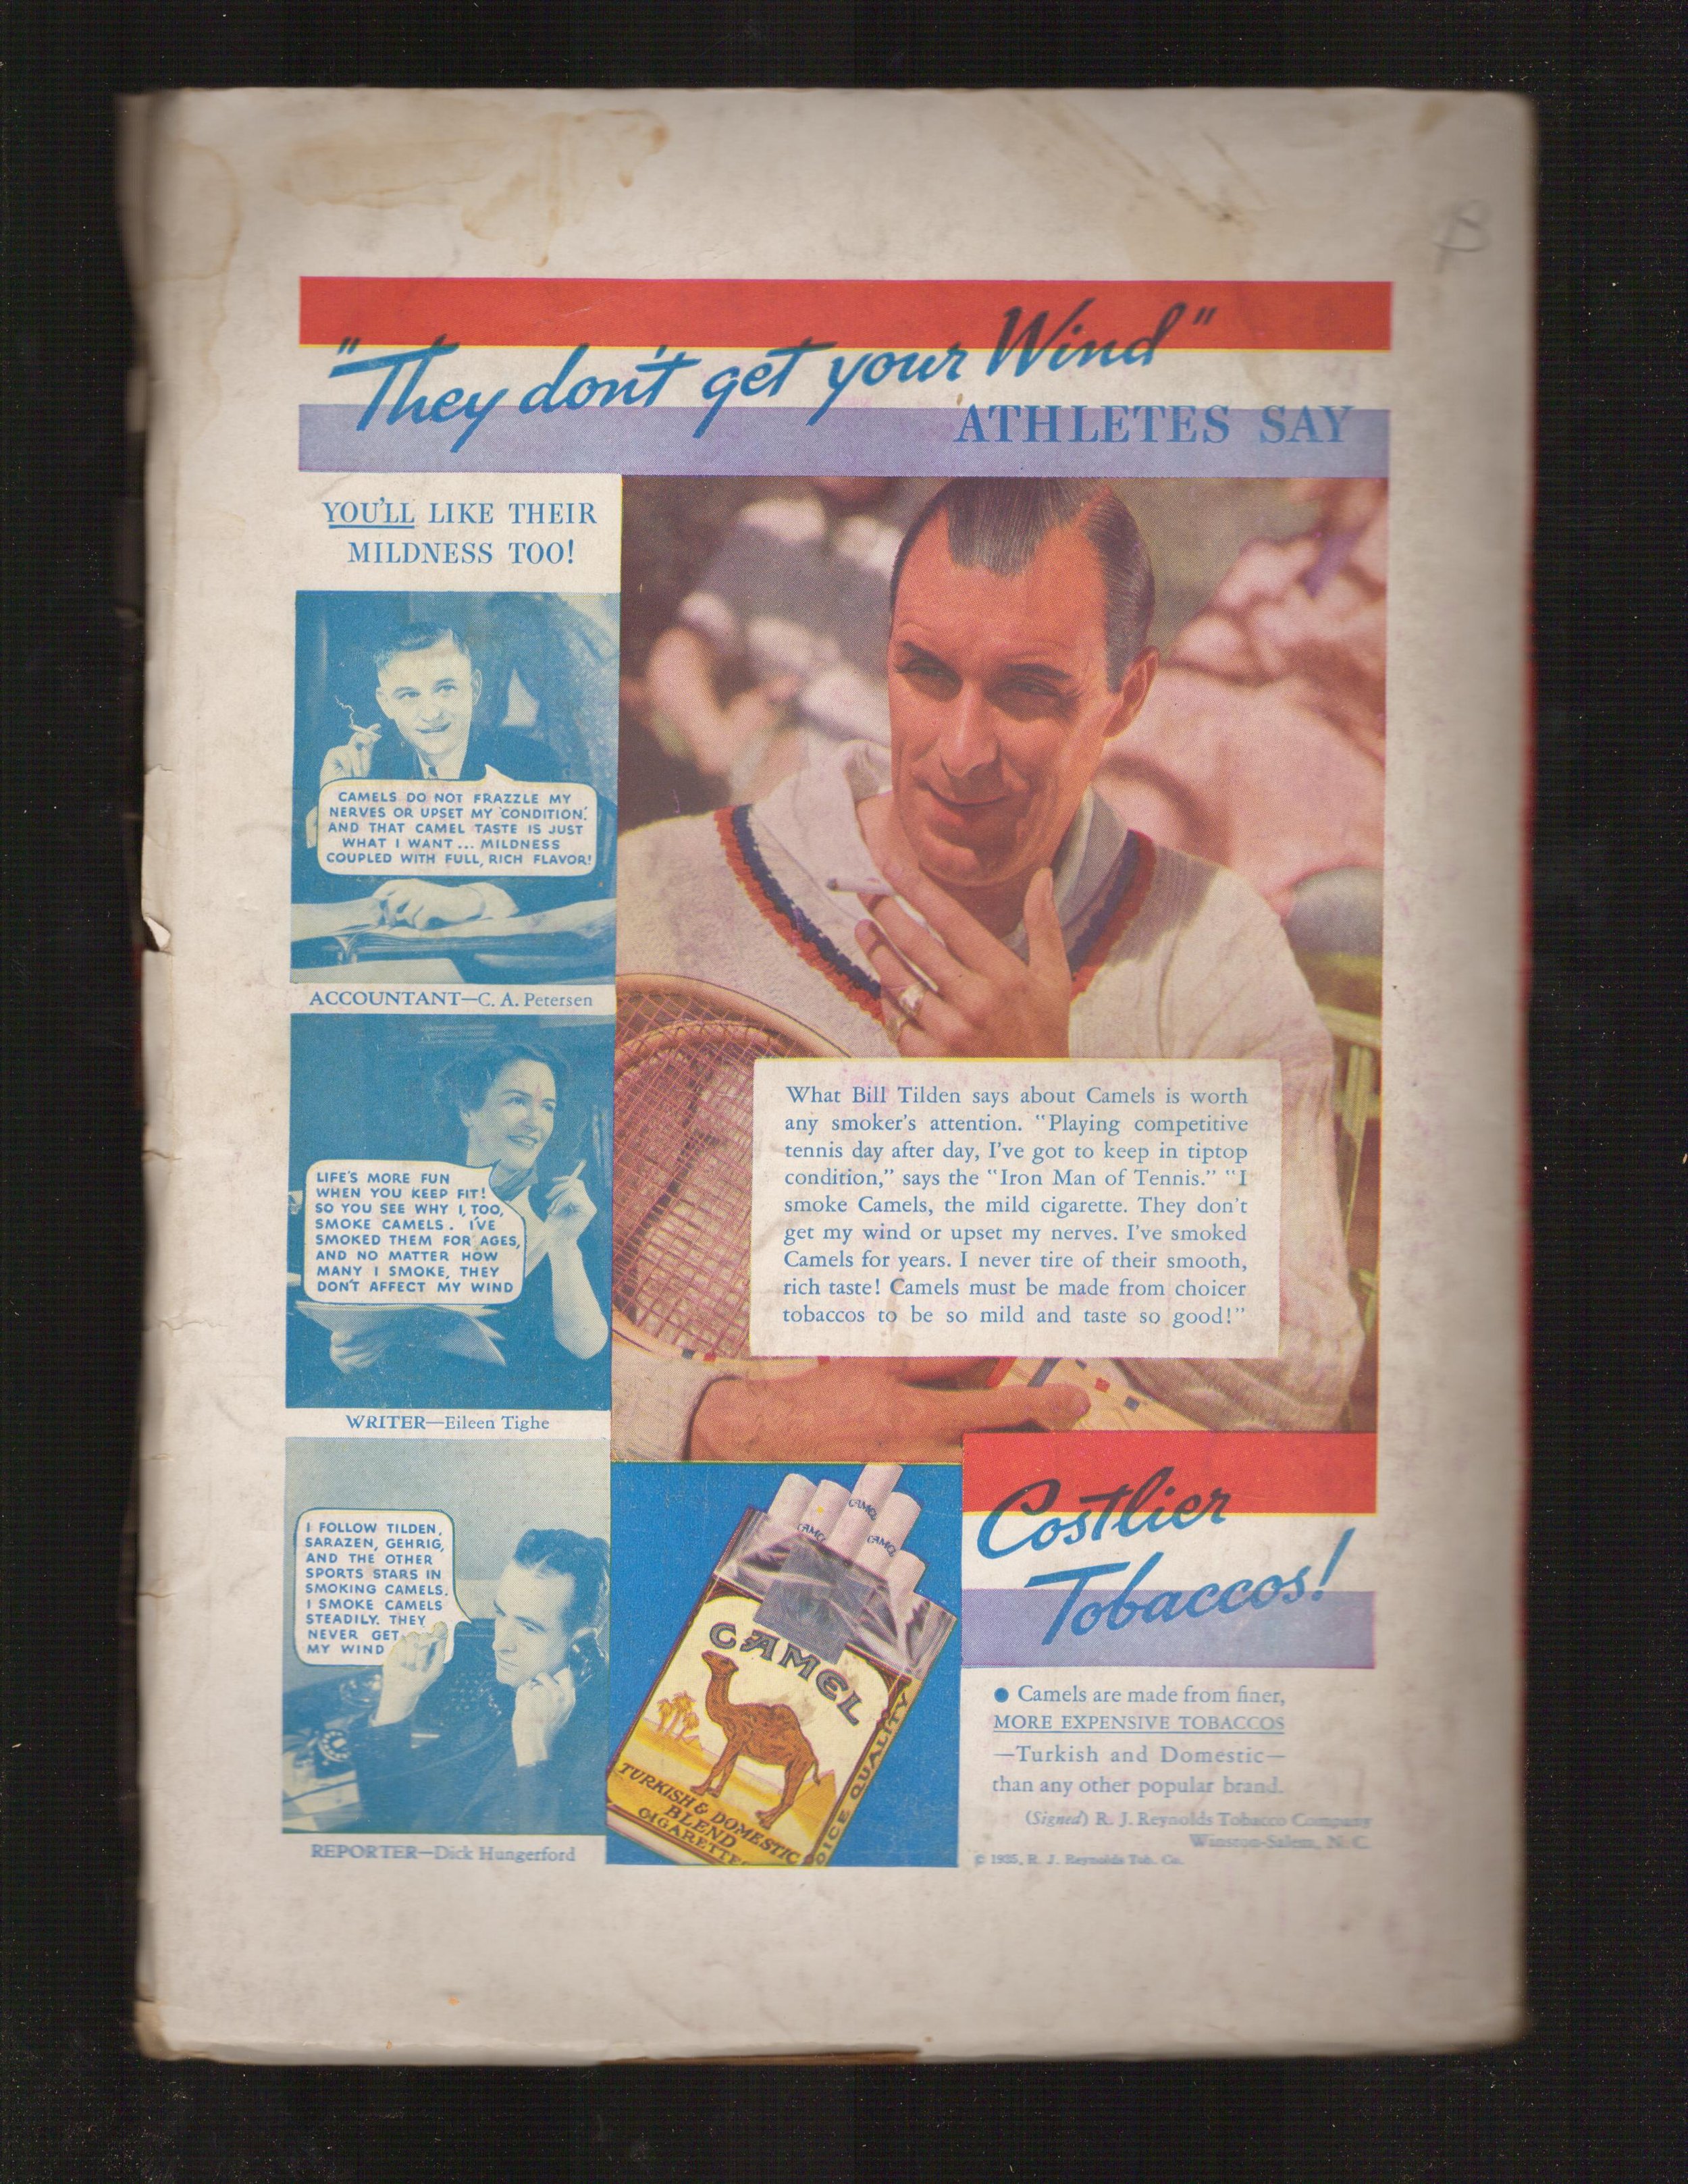 "They don't get your Wind"
ATHLETES SAY
YOU'LL LIKE THEIR
MILDNESS TOO!
CAMELS DO NOT FRAZZLE MY
NERVES OR UPSET MY 'CONDITION.'
AND THAT CAMEL TASTE IS JUST
WHAT I WANT... MILDNESS
COUPLED WITH FULL, RICH FLAVOR!
ACCOUNTANT—C. A. Petersen
LIFE'S MORE FUN
WHEN YOU KEEP FIT!
SO YOU SEE WHY I, TOO,
SMOKE CAMELS. I'VE
SMOKED THEM FOR AGES,
AND NO MATTER HOW
MANY I SMOKE, THEY
DON'T AFFECT MY WIND
WRITER—Eileen Tighe
I FOLLOW TILDEN,
SARAZEN, GEHRIG,
AND THE OTHER
SPORTS STARS IN
SMOKING CAMELS.
I SMOKE CAMELS
STEADILY. THEY
NEVER GET
MY WIND
REPORTER—Dick Hungerford
What Bill Tilden says about Camels is worth
any smoker's attention. "Playing competitive
tennis day after day, I've got to keep in tiptop
condition," says the "Iron Man of Tennis." "I
smoke Camels, the mild cigarette. They don't
get my wind or upset my nerves. I've smoked
Camels for years. I never tire of their smooth,
rich taste! Camels must be made from choicer
tobaccos to be so mild and taste so good!"
CAMEL
CAMEL
CAMEL
CAMEL
TURKISH & DOMESTIC
BLEND
CIGARETTES
QUALITY
Costlier
Tobaccos!
● Camels are made from finer,
MORE EXPENSIVE TOBACCOS
—Turkish and Domestic—
than any other popular brand.
(Signed) R. J. Reynolds Tobacco Company
Winston-Salem, N. C.
© 1935, R. J. Reynolds Tob. Co.